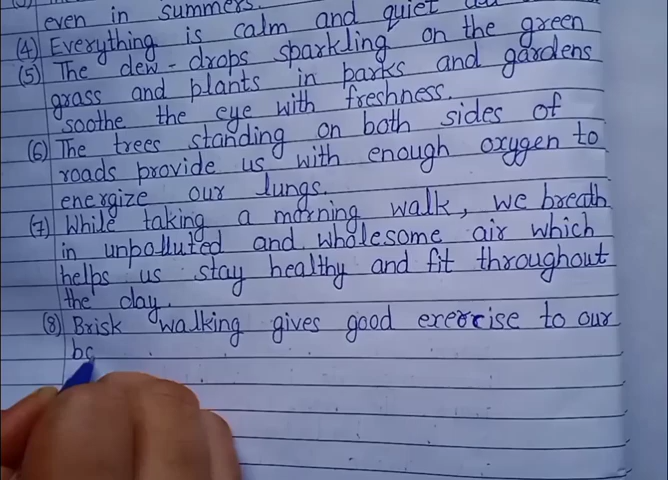 even in summers.
(4) Everything is calm and quiet
(5) The dew-drops sparkling on the green
grass and plants in parks and gardens
soothe the eye with freshness.
(6) The trees standing on both sides of
roads provide us with enough oxygen to
energize our lungs.
(7) While taking a morning walk, we breath
in unpolluted and wholesome air which
helps us stay healthy and fit throughout
the day.
(8) Brisk walking gives good exercise to our